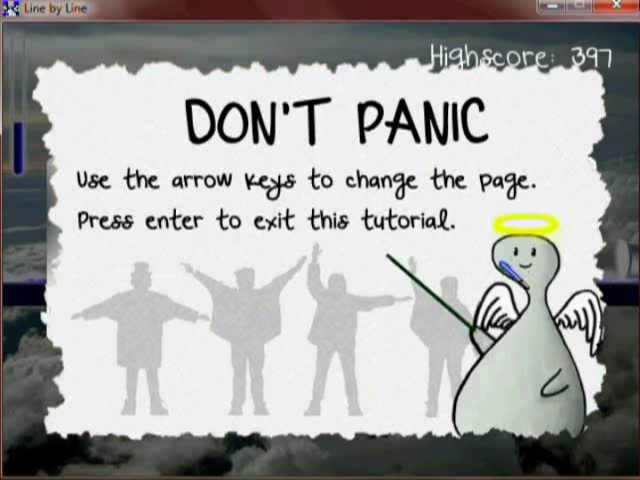 Line by Line
Highscore: 397
DON'T PANIC
Use the arrow keys to change the page.
Press enter to exit this tutorial.